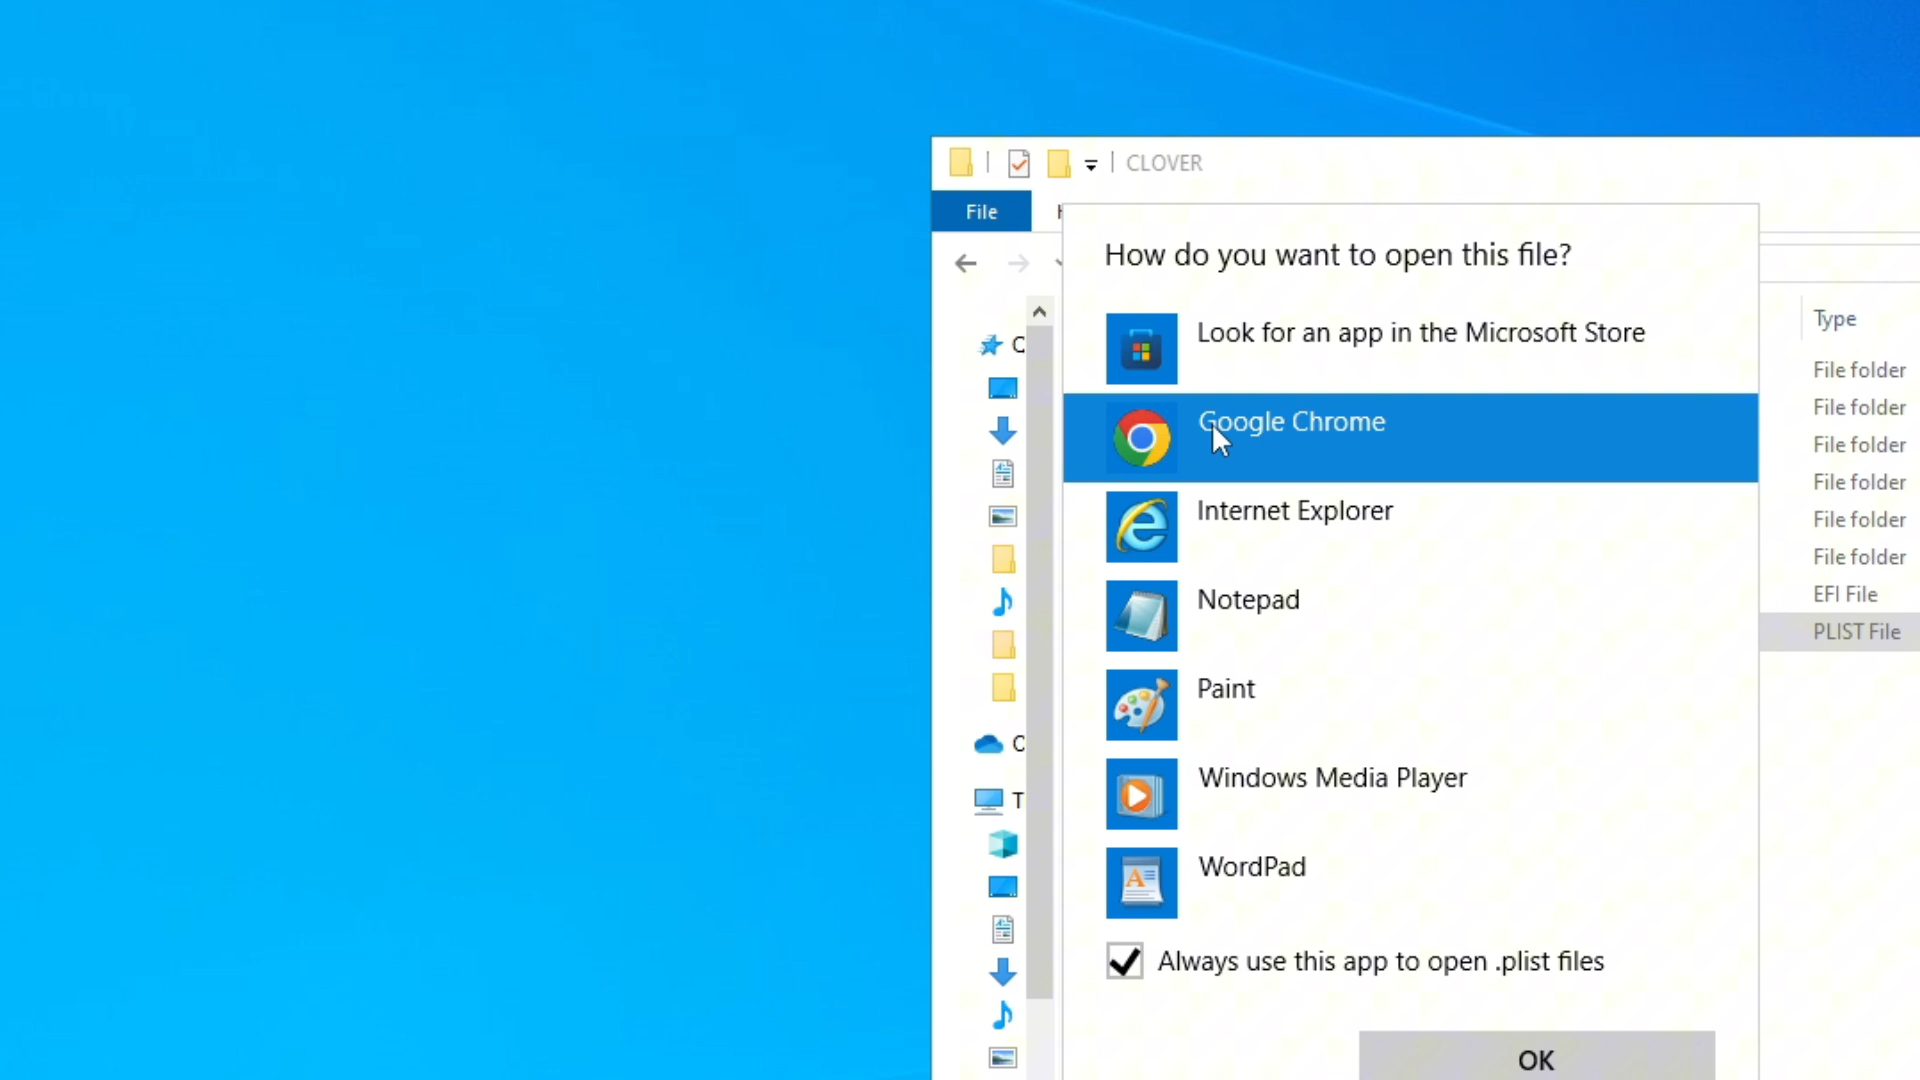 CLOVER
File
How do you want to open this file?
Look for an app in the Microsoft Store
Google Chrome
Internet Explorer
Notepad
Paint
Windows Media Player
WordPad
Always use this app to open .plist files
OK
Type
File folder
File folder
File folder
File folder
File folder
File folder
EFI File
PLIST File